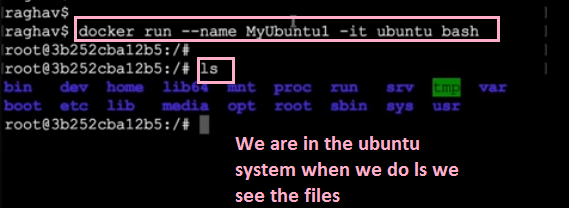 raghav$
raghav$ docker run --name MyUbuntu1 -it ubuntu bash
root@3b252cba12b5:/#
root@3b252cba12b5:/# ls
bin dev home lib64 mnt proc run srv tmp var
boot etc lib media opt root sbin sys usr
root@3b252cba12b5:/#
We are in the ubuntu
system when we do ls we
see the files